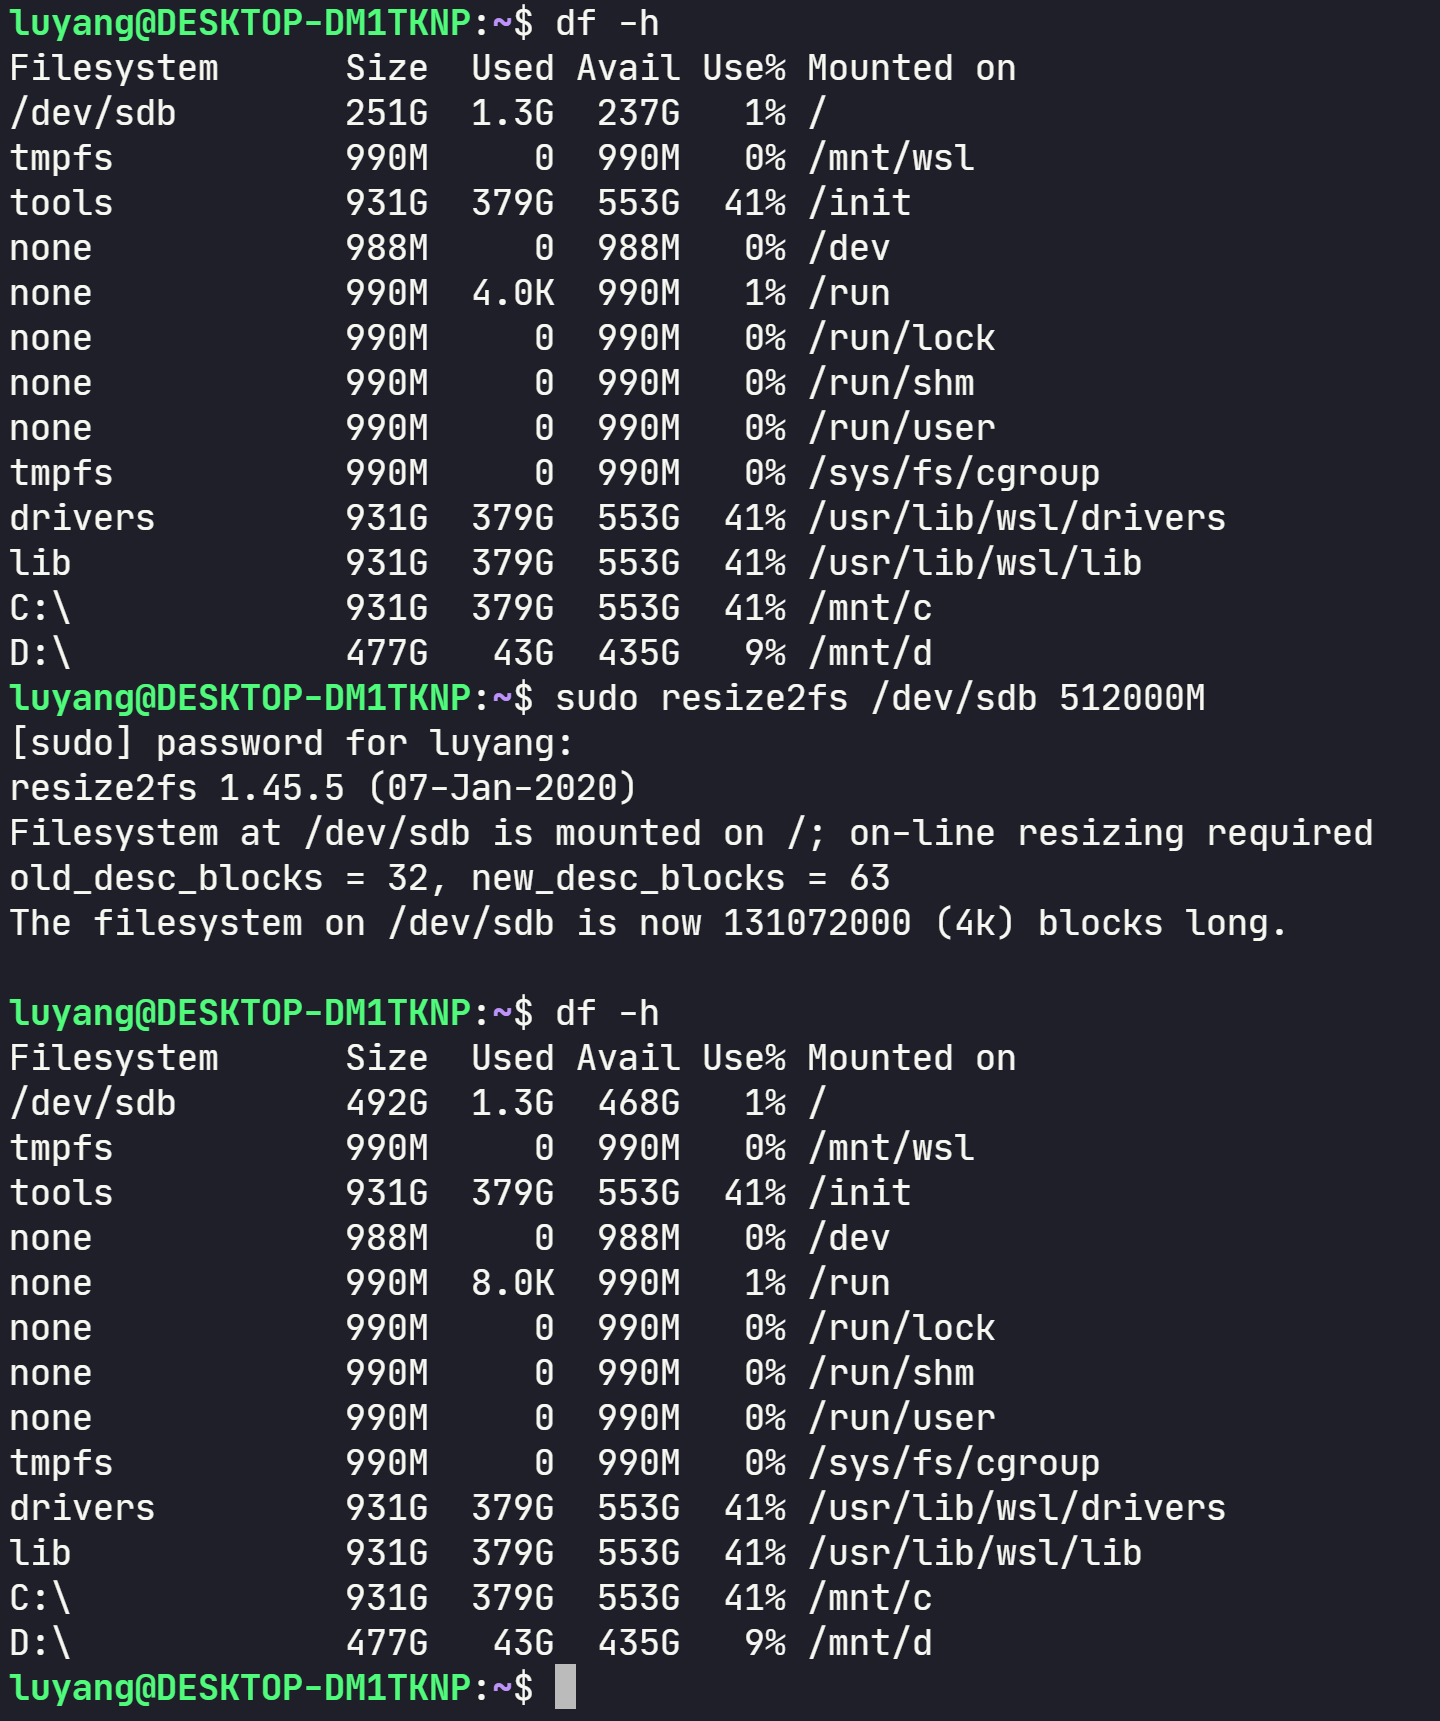 luyang@DESKTOP-DM1TKNP:~$ df -h
Filesystem      Size  Used Avail Use% Mounted on
/dev/sdb        251G  1.3G  237G   1% /
tmpfs           990M     0  990M   0% /mnt/wsl
tools           931G  379G  553G  41% /init
none            988M     0  988M   0% /dev
none            990M  4.0K  990M   1% /run
none            990M     0  990M   0% /run/lock
none            990M     0  990M   0% /run/shm
none            990M     0  990M   0% /run/user
tmpfs           990M     0  990M   0% /sys/fs/cgroup
drivers         931G  379G  553G  41% /usr/lib/wsl/drivers
lib             931G  379G  553G  41% /usr/lib/wsl/lib
C:\             931G  379G  553G  41% /mnt/c
D:\             477G   43G  435G   9% /mnt/d
luyang@DESKTOP-DM1TKNP:~$ sudo resize2fs /dev/sdb 512000M
[sudo] password for luyang:
resize2fs 1.45.5 (07-Jan-2020)
Filesystem at /dev/sdb is mounted on /; on-line resizing required
old_desc_blocks = 32, new_desc_blocks = 63
The filesystem on /dev/sdb is now 131072000 (4k) blocks long.
luyang@DESKTOP-DM1TKNP:~$ df -h
Filesystem      Size  Used Avail Use% Mounted on
/dev/sdb        492G  1.3G  468G   1% /
tmpfs           990M     0  990M   0% /mnt/wsl
tools           931G  379G  553G  41% /init
none            988M     0  988M   0% /dev
none            990M  8.0K  990M   1% /run
none            990M     0  990M   0% /run/lock
none            990M     0  990M   0% /run/shm
none            990M     0  990M   0% /run/user
tmpfs           990M     0  990M   0% /sys/fs/cgroup
drivers         931G  379G  553G  41% /usr/lib/wsl/drivers
lib             931G  379G  553G  41% /usr/lib/wsl/lib
C:\             931G  379G  553G  41% /mnt/c
D:\             477G   43G  435G   9% /mnt/d
luyang@DESKTOP-DM1TKNP:~$